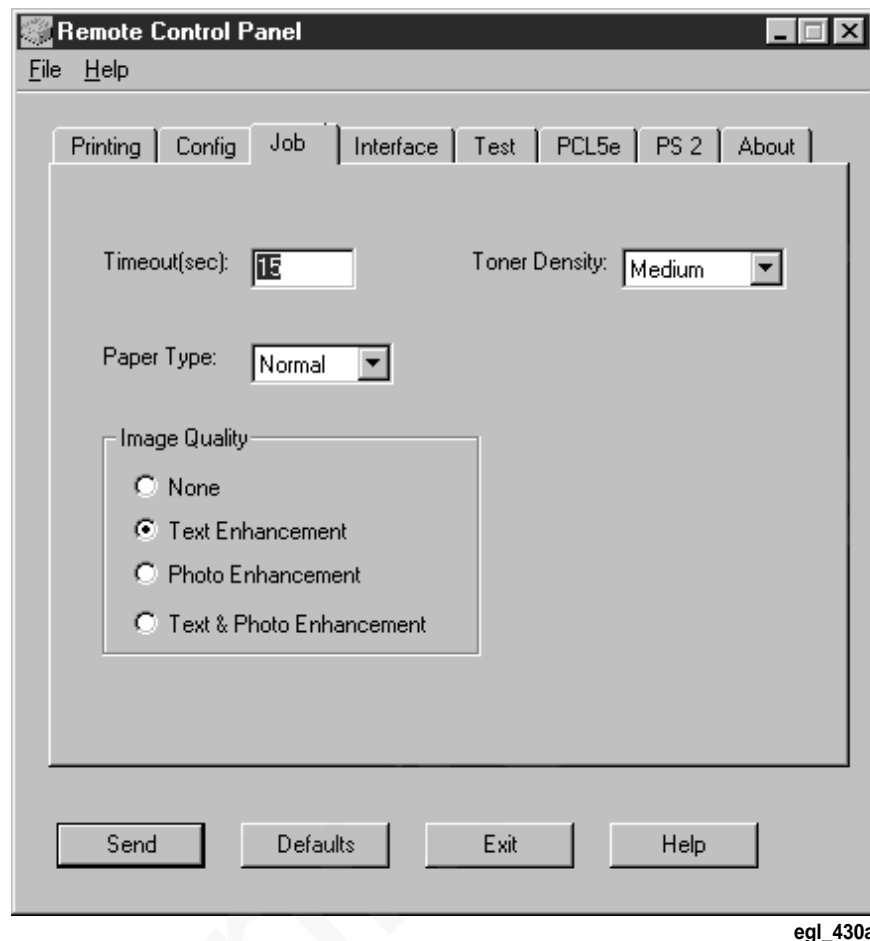 Remote Control Panel
File Help
Printing Config Job Interface Test PCL5e PS 2 About
Timeout(sec): 15 Toner Density: Medium
Paper Type: Normal
Image Quality
None
Text Enhancement
Photo Enhancement
Text & Photo Enhancement
Send Defaults Exit Help
egl_430a